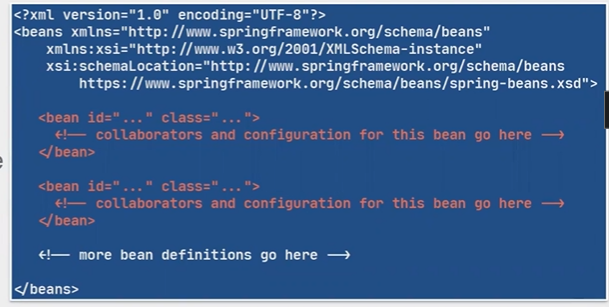 <?xml version="1.0" encoding="UTF-8"?>
<beans xmlns="http://www.springframework.org/schema/beans"
    xmlns:xsi="http://www.w3.org/2001/XMLSchema-instance"
    xsi:schemaLocation="http://www.springframework.org/schema/beans
        https://www.springframework.org/schema/beans/spring-beans.xsd">
    <bean id="..." class="...">
        <!-- collaborators and configuration for this bean go here -->
    </bean>
    <bean id="..." class="...">
        <!-- collaborators and configuration for this bean go here -->
    </bean>
    <!-- more bean definitions go here -->
</beans>